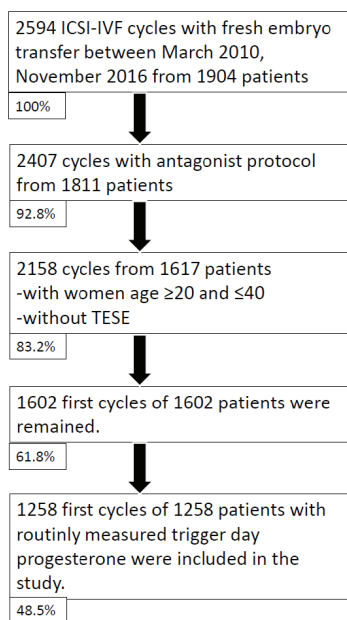 2594 ICSI-IVF cycles with fresh embryo
transfer between March 2010,
November 2016 from 1904 patients
100%
2407 cycles with antagonist protocol
from 1811 patients
92.8%
2158 cycles from 1617 patients
-with women age ≥20 and ≤40
-without TESE
83.2%
1602 first cycles of 1602 patients were
remained.
61.8%
1258 first cycles of 1258 patients with
routinly measured trigger day
progesterone were included in the
study.
48.5%